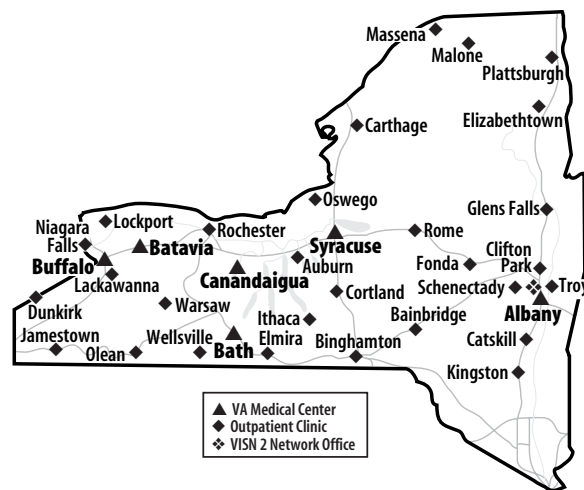 Massena
Malone
Plattsburgh
Elizabethtown
Carthage
Oswego
Glens Falls
Lockport
Niagara
Falls
Rochester
Batavia
Syracuse
Rome
Buffalo
Lackawanna
Canandaigua
Auburn
Fonda
Clifton
Park
Schenectady
Troy
Dunkirk
Warsaw
Cortland
Albany
Ithaca
Bainbridge
Jamestown
Olean
Wellsville
Bath
Elmira
Binghamton
Catskill
Kingston
VA Medical Center
Outpatient Clinic
VISN 2 Network Office